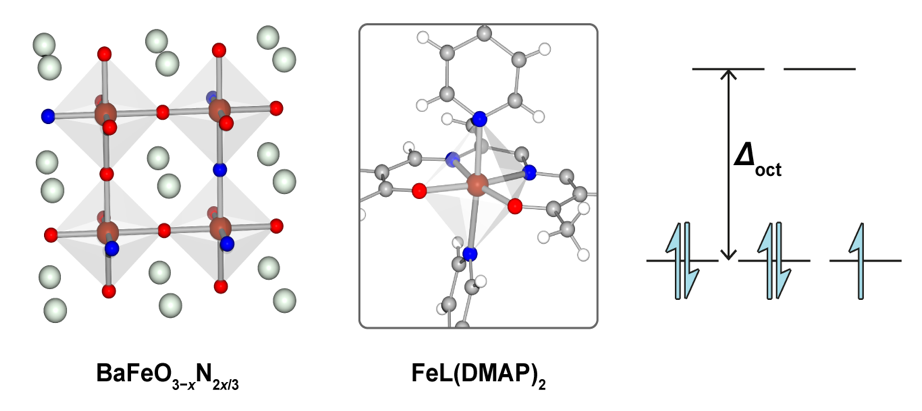 Δoct
BaFeO₃₋ₓN₂ₓ/₃
FeL(DMAP)₂